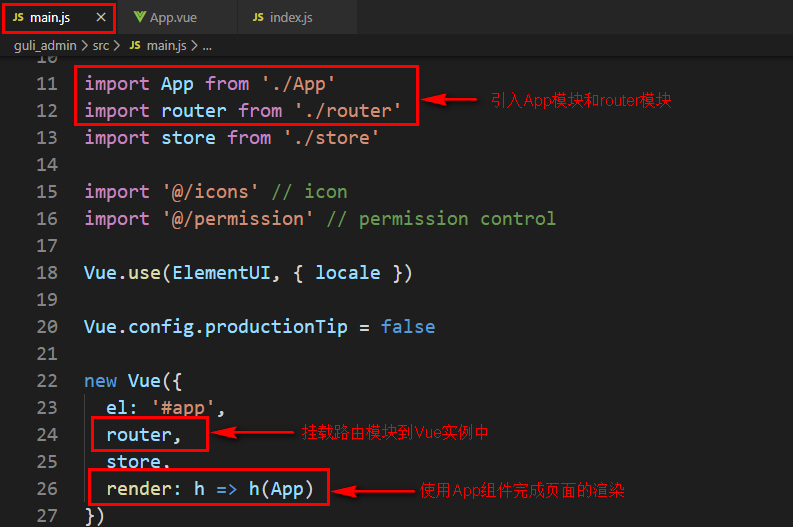 JS main.js × App.vue JS index.js
guli_admin > src > JS main.js > ...
10
11 import App from './App'
12 import router from './router'
引入App模块和router模块
13 import store from './store'
14
15 import '@/icons' // icon
16 import '@/permission' // permission control
17
18 Vue.use(ElementUI, { locale })
19
20 Vue.config.productionTip = false
21
22 new Vue({
23 el: '#app',
24 router,
挂载路由模块到Vue实例中
25 store,
26 render: h => h(App)
使用App组件完成页面的渲染
27 })